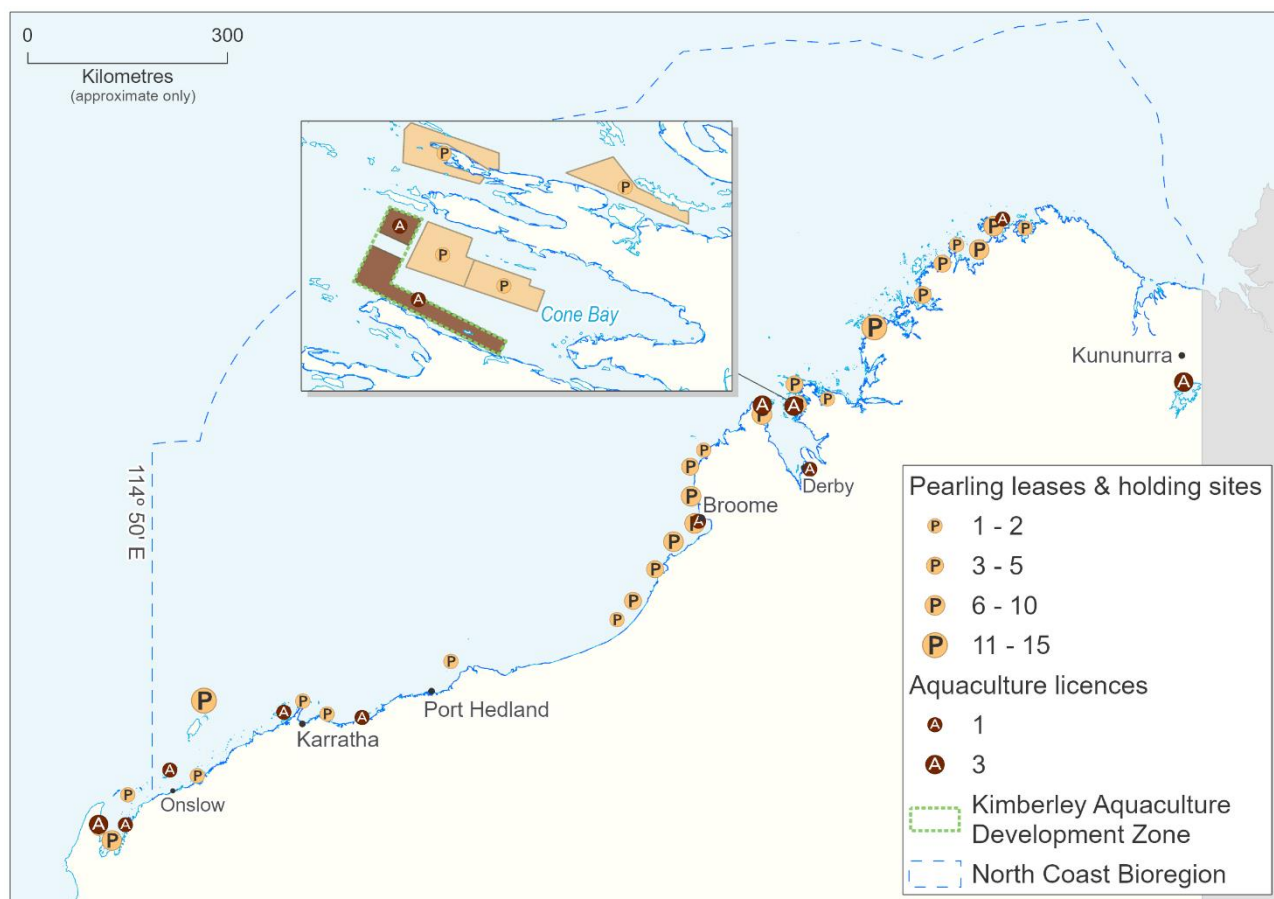 0 300
Kilometres
(approximate only)
P
P
A
P
P
A
Cone Bay
P
A
P
P
P
P
P
P
Kununurra
A
P
A
P
A
P
P
P
A
Derby
P
P
Broome
P
A
P
P
P
P
114° 50' E
P
Port Hedland
P
P
A
P
A
Karratha
A
P
Onslow
P
A
A
P
Pearling leases & holding sites
P 1 - 2
P 3 - 5
P 6 - 10
P 11 - 15
Aquaculture licences
A 1
A 3
Kimberley Aquaculture
Development Zone
North Coast Bioregion